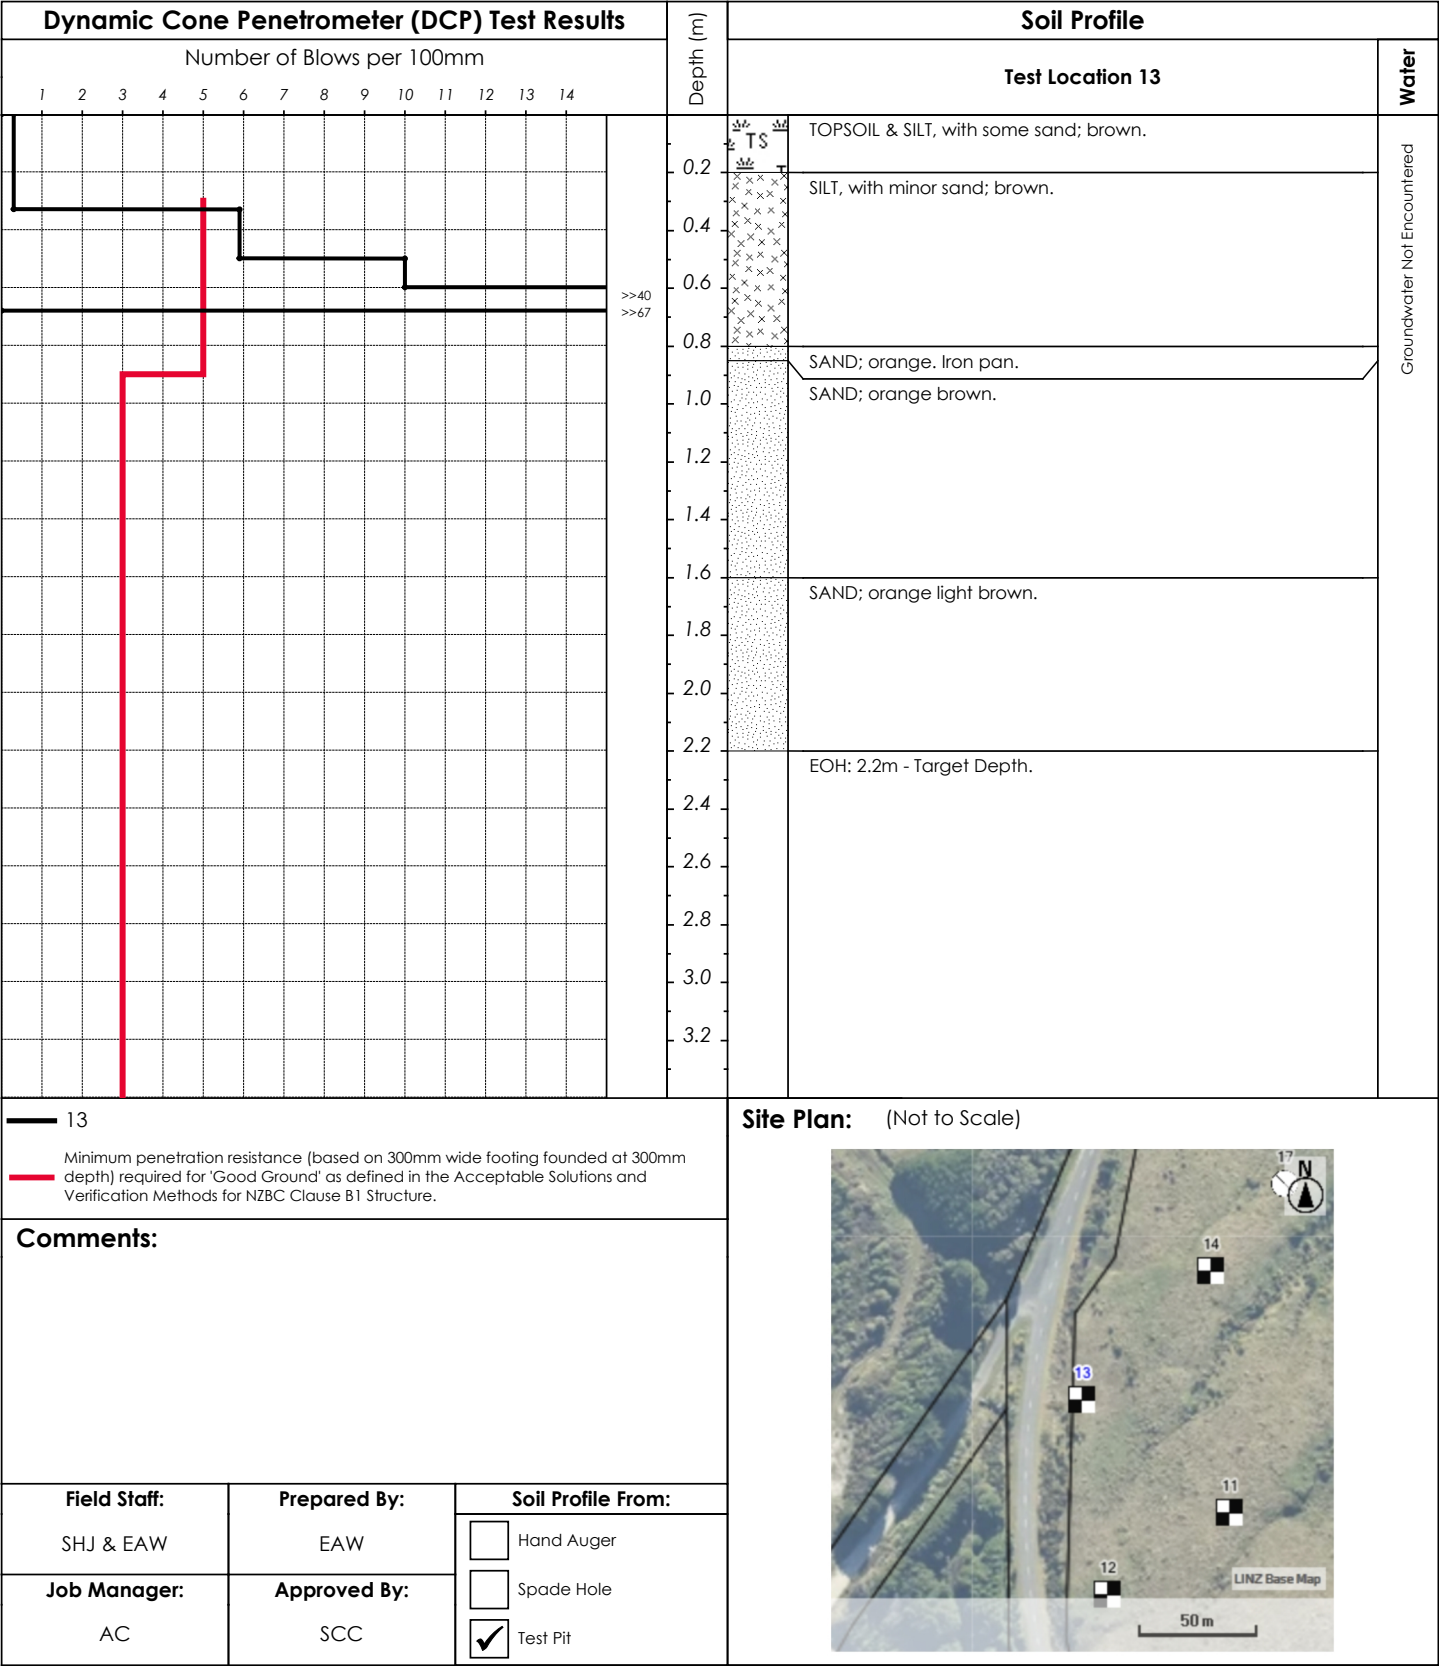 Dynamic Cone Penetrometer (DCP) Test Results
Number of Blows per 100mm
1 2 3 4 5 6 7 8 9 10 11 12 13 14
Depth (m)
Soil Profile
Test Location 13
Water
TS
TOPSOIL & SILT, with some sand; brown.
0.2
SILT, with minor sand; brown.
0.4
0.6
>>40
>>67
0.8
SAND; orange. Iron pan.
SAND; orange brown.
1.0
1.2
1.4
1.6
SAND; orange light brown.
1.8
2.0
2.2
EOH: 2.2m - Target Depth.
2.4
2.6
2.8
3.0
3.2
Groundwater Not Encountered
13
Minimum penetration resistance (based on 300mm wide footing founded at 300mm
depth) required for 'Good Ground' as defined in the Acceptable Solutions and
Verification Methods for NZBC Clause B1 Structure.
Comments:
Site Plan: (Not to Scale)
17
N
14
13
11
12
LINZ Base Map
50 m
Field Staff:
SHJ & EAW
Prepared By:
EAW
Job Manager:
AC
Approved By:
SCC
Soil Profile From:
Hand Auger
Spade Hole
Test Pit